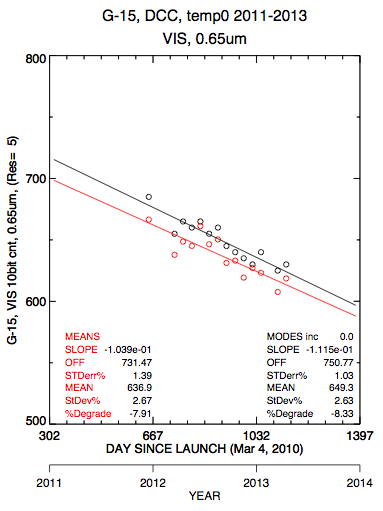 G-15, DCC, temp0 2011-2013
VIS, 0.65um
G-15, VIS 10bit cnt, 0.65um, (Res= 5)
800
700
600
500
MEANS
SLOPE -1.039e-01
OFF 731.47
STDerr% 1.39
MEAN 636.9
StDev% 2.67
%Degrade -7.91
MODES inc 0.0
SLOPE -1.115e-01
OFF 750.77
STDerr% 1.03
MEAN 649.3
StDev% 2.63
%Degrade -8.33
302 667 1032 1397
DAY SINCE LAUNCH (Mar 4, 2010)
2011 2012 2013 2014
YEAR